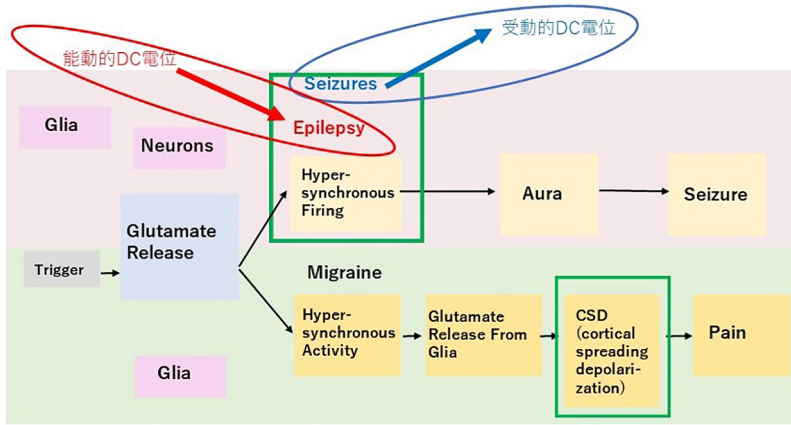 能動的DC電位
受動的DC電位
Seizures
Glia
Neurons
Epilepsy
Hyper-
synchronous
Firing
Aura
Seizure
Glutamate
Release
Trigger
Migraine
Hyper-
synchronous
Activity
Glutamate
Release From
Glia
CSD
(cortical
spreading
depolari-
zation)
Pain
Glia